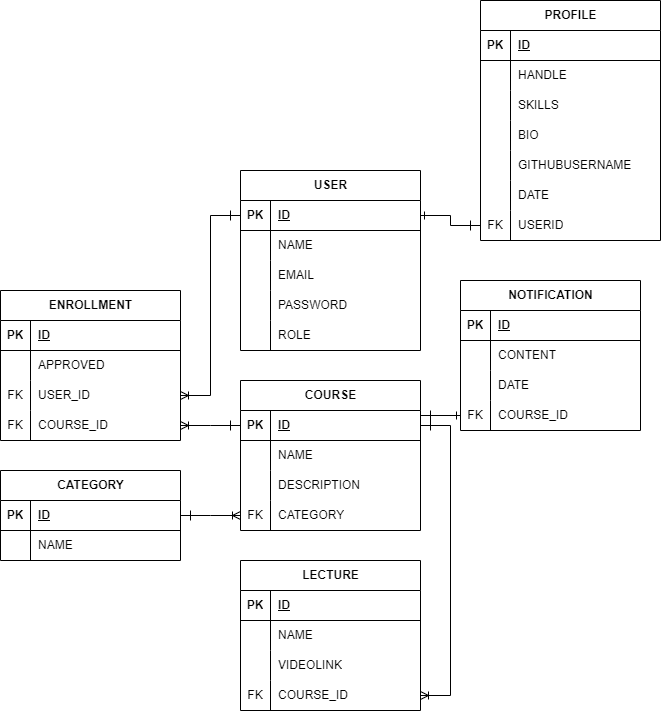 PROFILE
PK ID
HANDLE
SKILLS
BIO
GITHUBUSERNAME
DATE
FK USERID
USER
PK ID
NAME
EMAIL
PASSWORD
ROLE
ENROLLMENT
PK ID
APPROVED
FK USER_ID
FK COURSE_ID
NOTIFICATION
PK ID
CONTENT
DATE
FK COURSE_ID
COURSE
PK ID
NAME
DESCRIPTION
FK CATEGORY
CATEGORY
PK ID
NAME
LECTURE
PK ID
NAME
VIDEOLINK
FK COURSE_ID